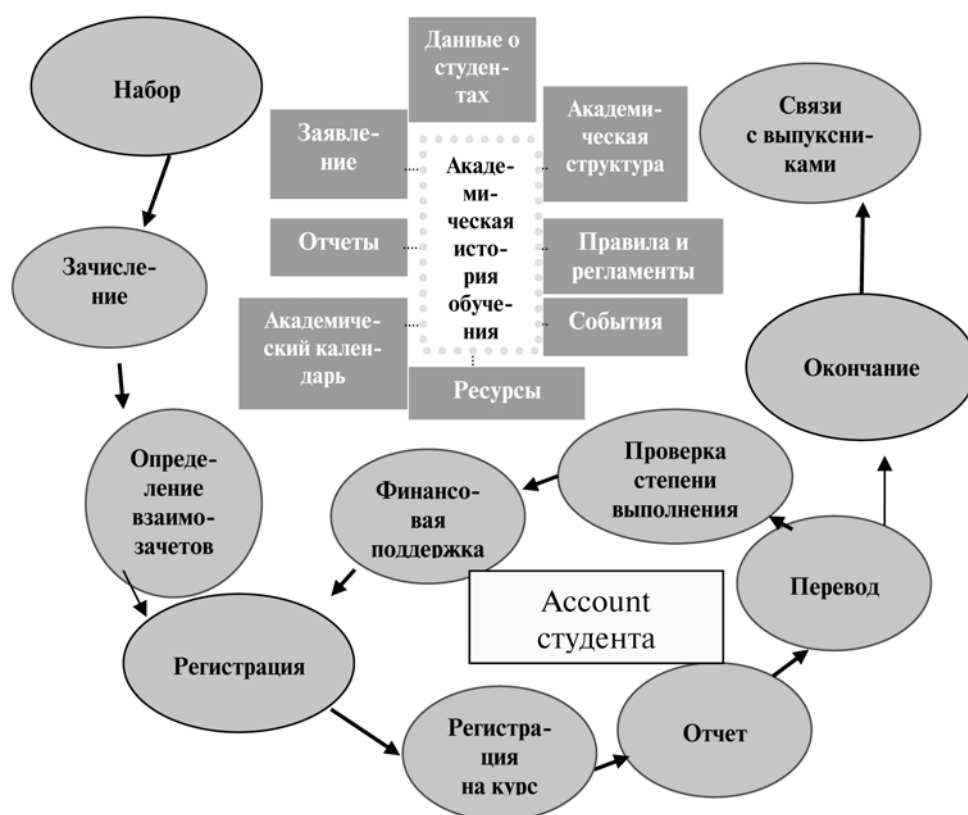 Набор
Данные о
студен-
тах
Заявле-
ние
Академи-
ческая
структура
Связи
с выпуксни-
ками
Акаде-
ми-
ческая
исто-
рия
обуче-
ния
Отчеты
Правила и
регламенты
Зачисле-
ние
Академиче-
ский кален-
дарь
События
Ресурсы
Окончание
Опреде-
ление
взаимо-
зачетов
Финансо-
вая
поддержка
Проверка
степени
выполнения
Перевод
Account
студента
Регистрация
Регистра-
ция
на курс
Отчет